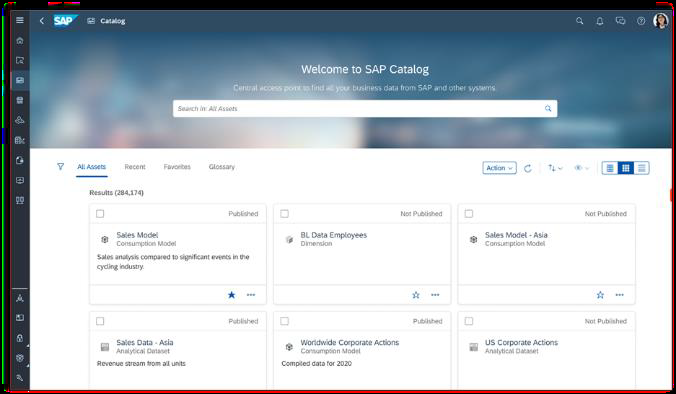 SAP Catalog
Welcome to SAP Catalog
Central access point to find all your business data from SAP and other systems.
Search in: All Assets
All Assets Recent Favorites Glossary Action
Results (284,174)
Published
Sales Model
Consumption Model
Sales analysis compared to significant events in the
cycling industry.
Not Published
BL Data Employees
Dimension
Not Published
Sales Model - Asia
Consumption Model
Published
Sales Data - Asia
Analytical Dataset
Revenue stream from all units
Published
Worldwide Corporate Actions
Consumption Model
Compiled data for 2020
Not Published
US Corporate Actions
Analytical Dataset